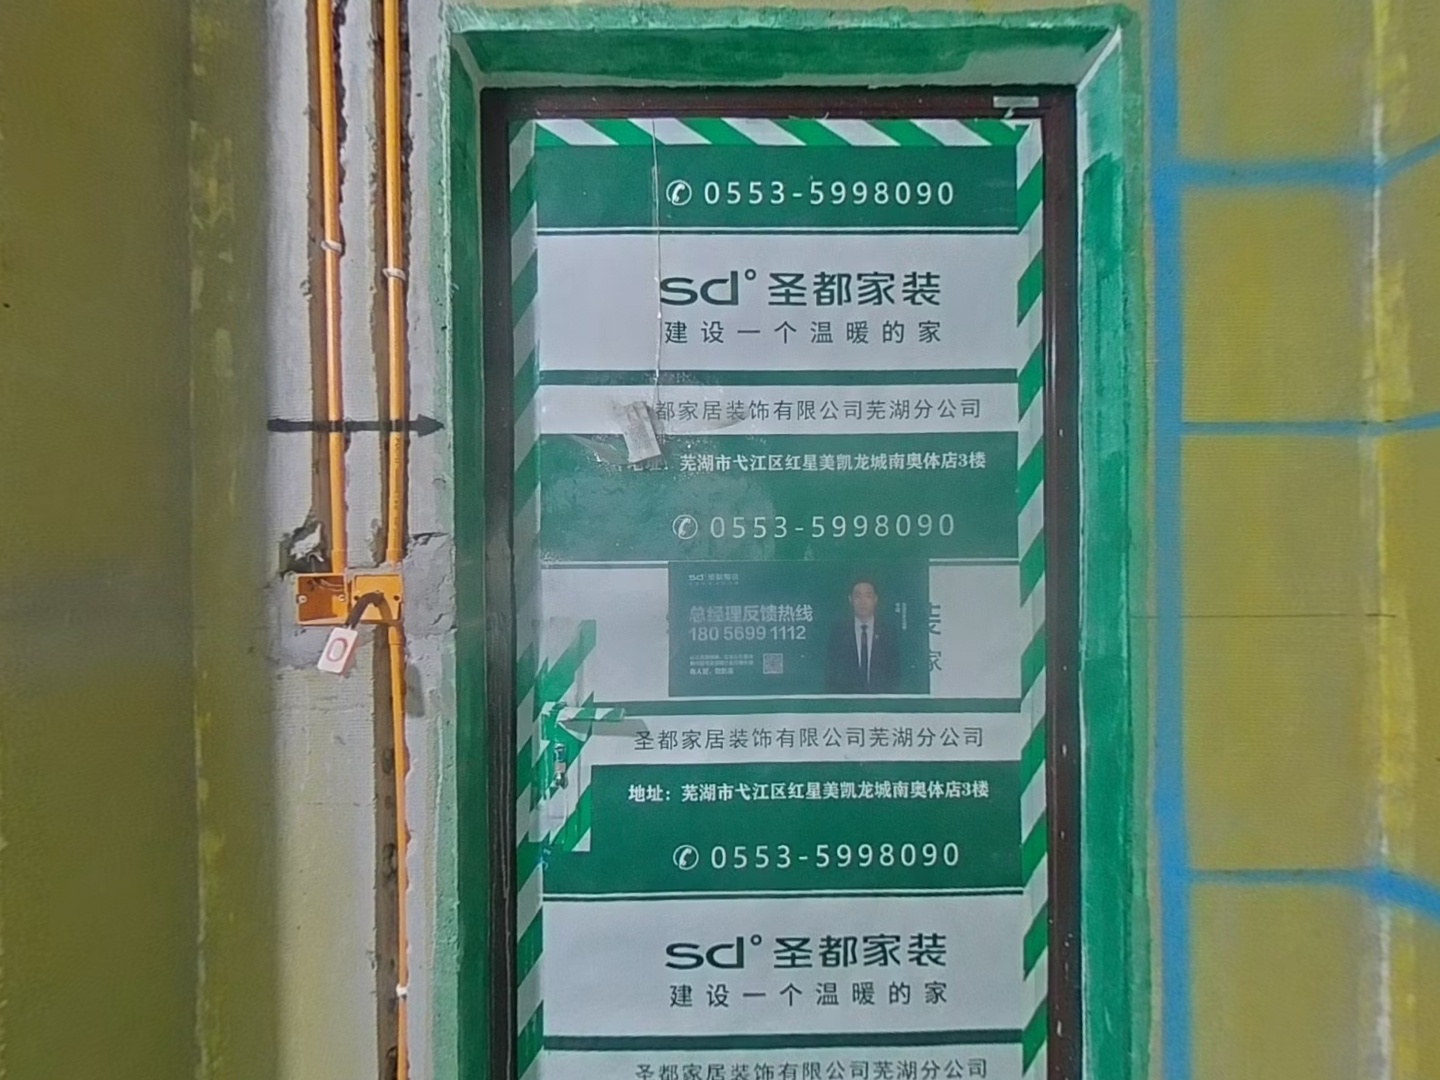 ✆ 0553-5998090
sd° 圣都家装
建设一个温暖的家
都家居装饰有限公司芜湖分公司
地址：芜湖市弋江区红星美凯龙城南奥体店3楼
✆ 0553-5998090
sd°
总经理反馈热线
180 5699 1112
装
家
圣都家居装饰有限公司芜湖分公司
地址：芜湖市弋江区红星美凯龙城南奥体店3楼
✆ 0553-5998090
sd° 圣都家装
建设一个温暖的家
圣都家居装饰有限公司芜湖分公司